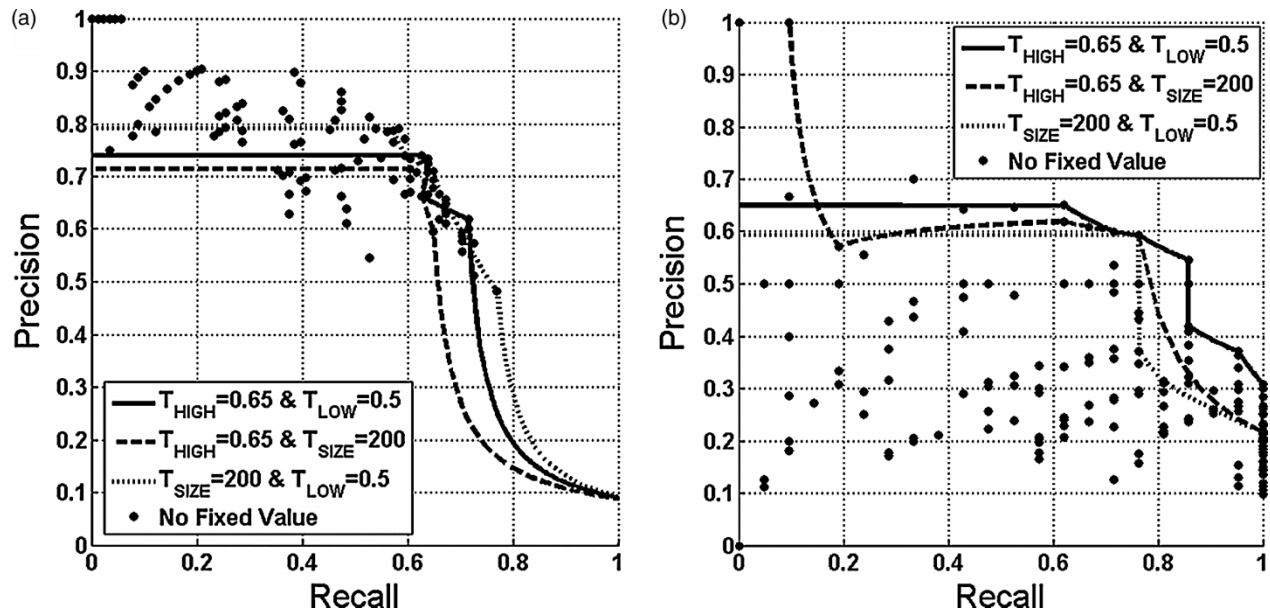 (a)
Precision
1
0.9
0.8
0.7
0.6
0.5
0.4
0.3
0.2
0.1
0
0 0.2 0.4 0.6 0.8 1
Recall
T_HIGH=0.65 & T_LOW=0.5
T_HIGH=0.65 & T_SIZE=200
T_SIZE=200 & T_LOW=0.5
No Fixed Value
(b)
Precision
1
0.9
0.8
0.7
0.6
0.5
0.4
0.3
0.2
0.1
0
0 0.2 0.4 0.6 0.8 1
Recall
T_HIGH=0.65 & T_LOW=0.5
T_HIGH=0.65 & T_SIZE=200
T_SIZE=200 & T_LOW=0.5
No Fixed Value